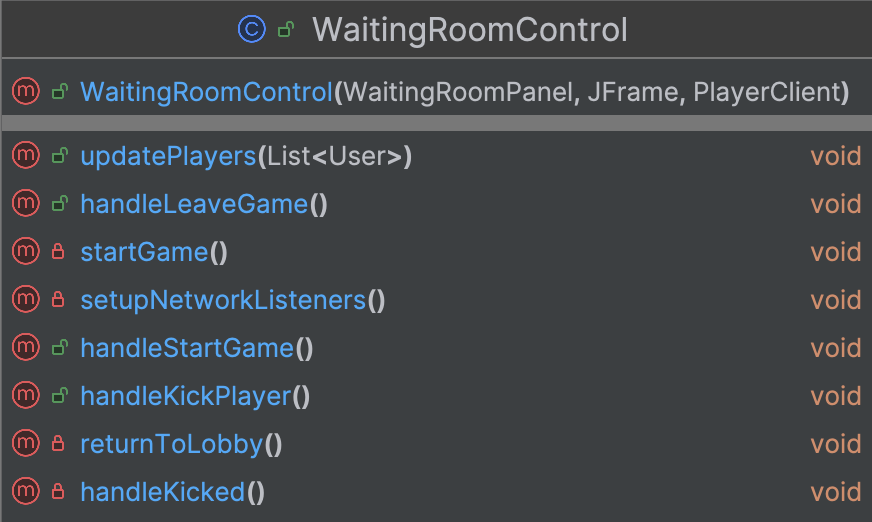 C WaitingRoomControl
m WaitingRoomControl(WaitingRoomPanel, JFrame, PlayerClient)
m updatePlayers(List<User>) void
m handleLeaveGame() void
m startGame() void
m setupNetworkListeners() void
m handleStartGame() void
m handleKickPlayer() void
m returnToLobby() void
m handleKicked() void